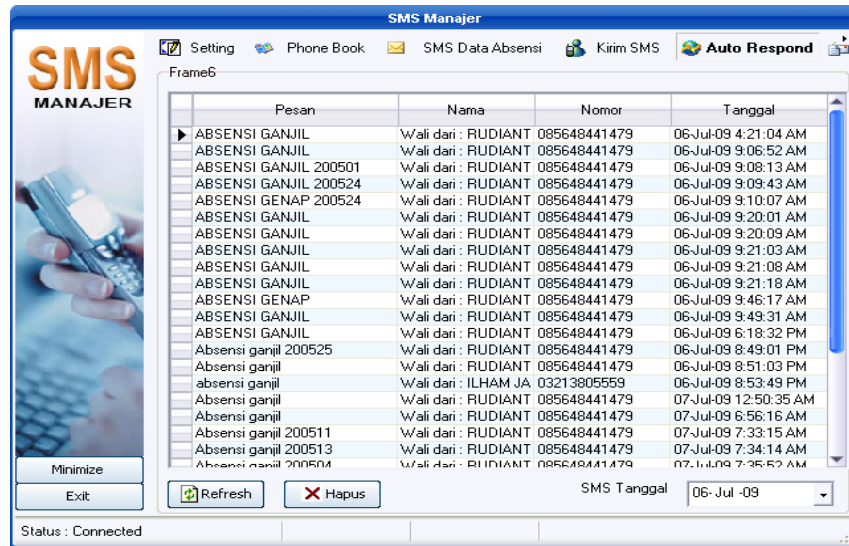 SMS Manajer
SMS
MANAJER
Setting Phone Book SMS Data Absensi Kirim SMS Auto Respond
Frame6
Pesan Nama Nomor Tanggal
ABSENSI GANJIL Wali dari : RUDIANT 085648441479 06-Jul-09 4:21:04 AM
ABSENSI GANJIL Wali dari : RUDIANT 085648441479 06-Jul-09 9:06:52 AM
ABSENSI GANJIL 200501 Wali dari : RUDIANT 085648441479 06-Jul-09 9:08:13 AM
ABSENSI GANJIL 200524 Wali dari : RUDIANT 085648441479 06-Jul-09 9:09:43 AM
ABSENSI GENAP 200524 Wali dari : RUDIANT 085648441479 06-Jul-09 9:10:07 AM
ABSENSI GANJIL Wali dari : RUDIANT 085648441479 06-Jul-09 9:20:01 AM
ABSENSI GANJIL Wali dari : RUDIANT 085648441479 06-Jul-09 9:20:09 AM
ABSENSI GANJIL Wali dari : RUDIANT 085648441479 06-Jul-09 9:21:03 AM
ABSENSI GANJIL Wali dari : RUDIANT 085648441479 06-Jul-09 9:21:08 AM
ABSENSI GANJIL Wali dari : RUDIANT 085648441479 06-Jul-09 9:21:18 AM
ABSENSI GENAP Wali dari : RUDIANT 085648441479 06-Jul-09 9:46:17 AM
ABSENSI GANJIL Wali dari : RUDIANT 085648441479 06-Jul-09 9:49:31 AM
ABSENSI GANJIL Wali dari : RUDIANT 085648441479 06-Jul-09 6:18:32 PM
Absensi ganjil 200525 Wali dari : RUDIANT 085648441479 06-Jul-09 8:49:01 PM
Absensi ganjil Wali dari : RUDIANT 085648441479 06-Jul-09 8:51:03 PM
absensi ganjil Wali dari : ILHAM JA 03213805559 06-Jul-09 8:53:49 PM
Absensi ganjil Wali dari : RUDIANT 085648441479 07-Jul-09 12:50:35 AM
Absensi ganjil Wali dari : RUDIANT 085648441479 07-Jul-09 6:56:16 AM
Absensi ganjil 200511 Wali dari : RUDIANT 085648441479 07-Jul-09 7:33:15 AM
Absensi ganjil 200513 Wali dari : RUDIANT 085648441479 07-Jul-09 7:34:14 AM
Absensi ganjil 200504 Wali dari : RUDIANT 085648441479 07-Jul-09 7:35:52 AM
Minimize
Exit
Refresh Hapus SMS Tanggal 06- Jul -09
Status : Connected